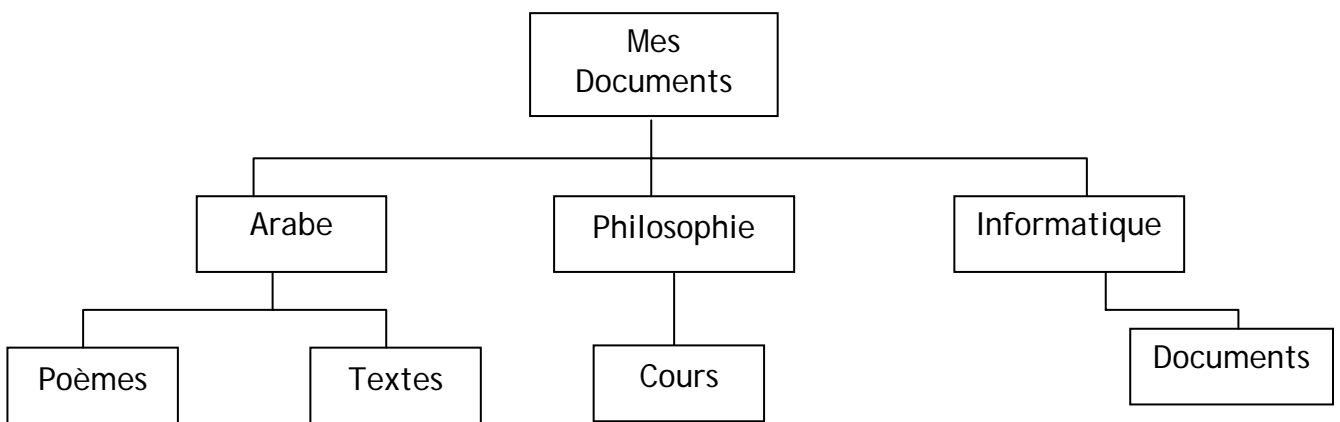 Mes
Documents
Arabe
Philosophie
Informatique
Poèmes
Textes
Cours
Documents